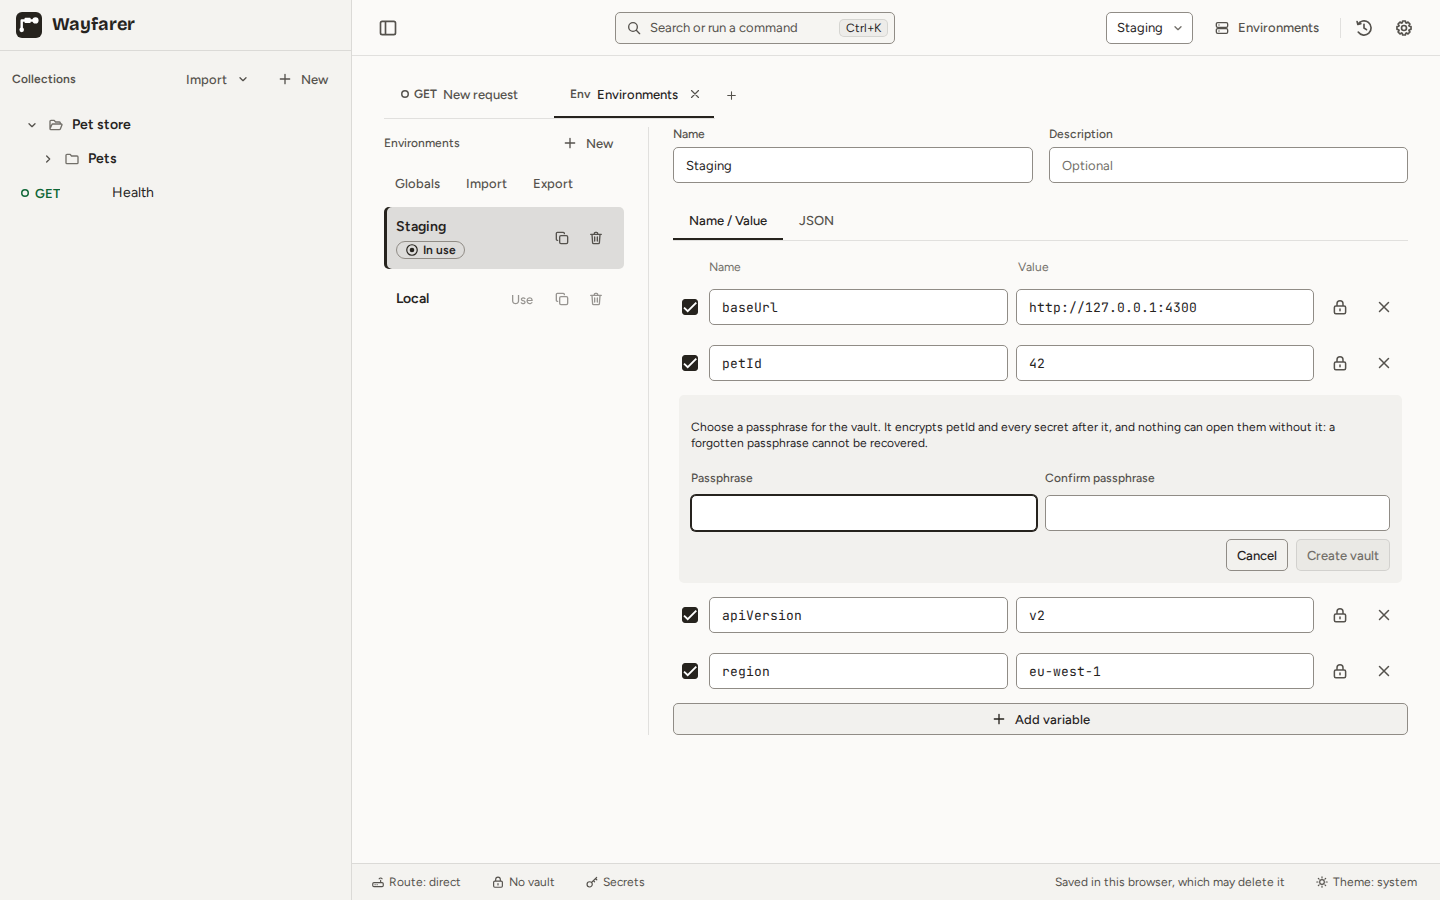 Wayfarer
Search or run a command
Ctrl+K
Staging
Environments
Collections
Import
New
Pet store
Pets
GET
Health
GET New request
Env Environments
Environments
New
Globals
Import
Export
Staging
In use
Local
Use
Name
Description
Staging
Optional
Name / Value
JSON
Name
Value
baseUrl
http://127.0.0.1:4300
petId
42
Choose a passphrase for the vault. It encrypts petId and every secret after it, and nothing can open them without it: a
forgotten passphrase cannot be recovered.
Passphrase
Confirm passphrase
Cancel
Create vault
apiVersion
v2
region
eu-west-1
Add variable
Route: direct
No vault
Secrets
Saved in this browser, which may delete it
Theme: system